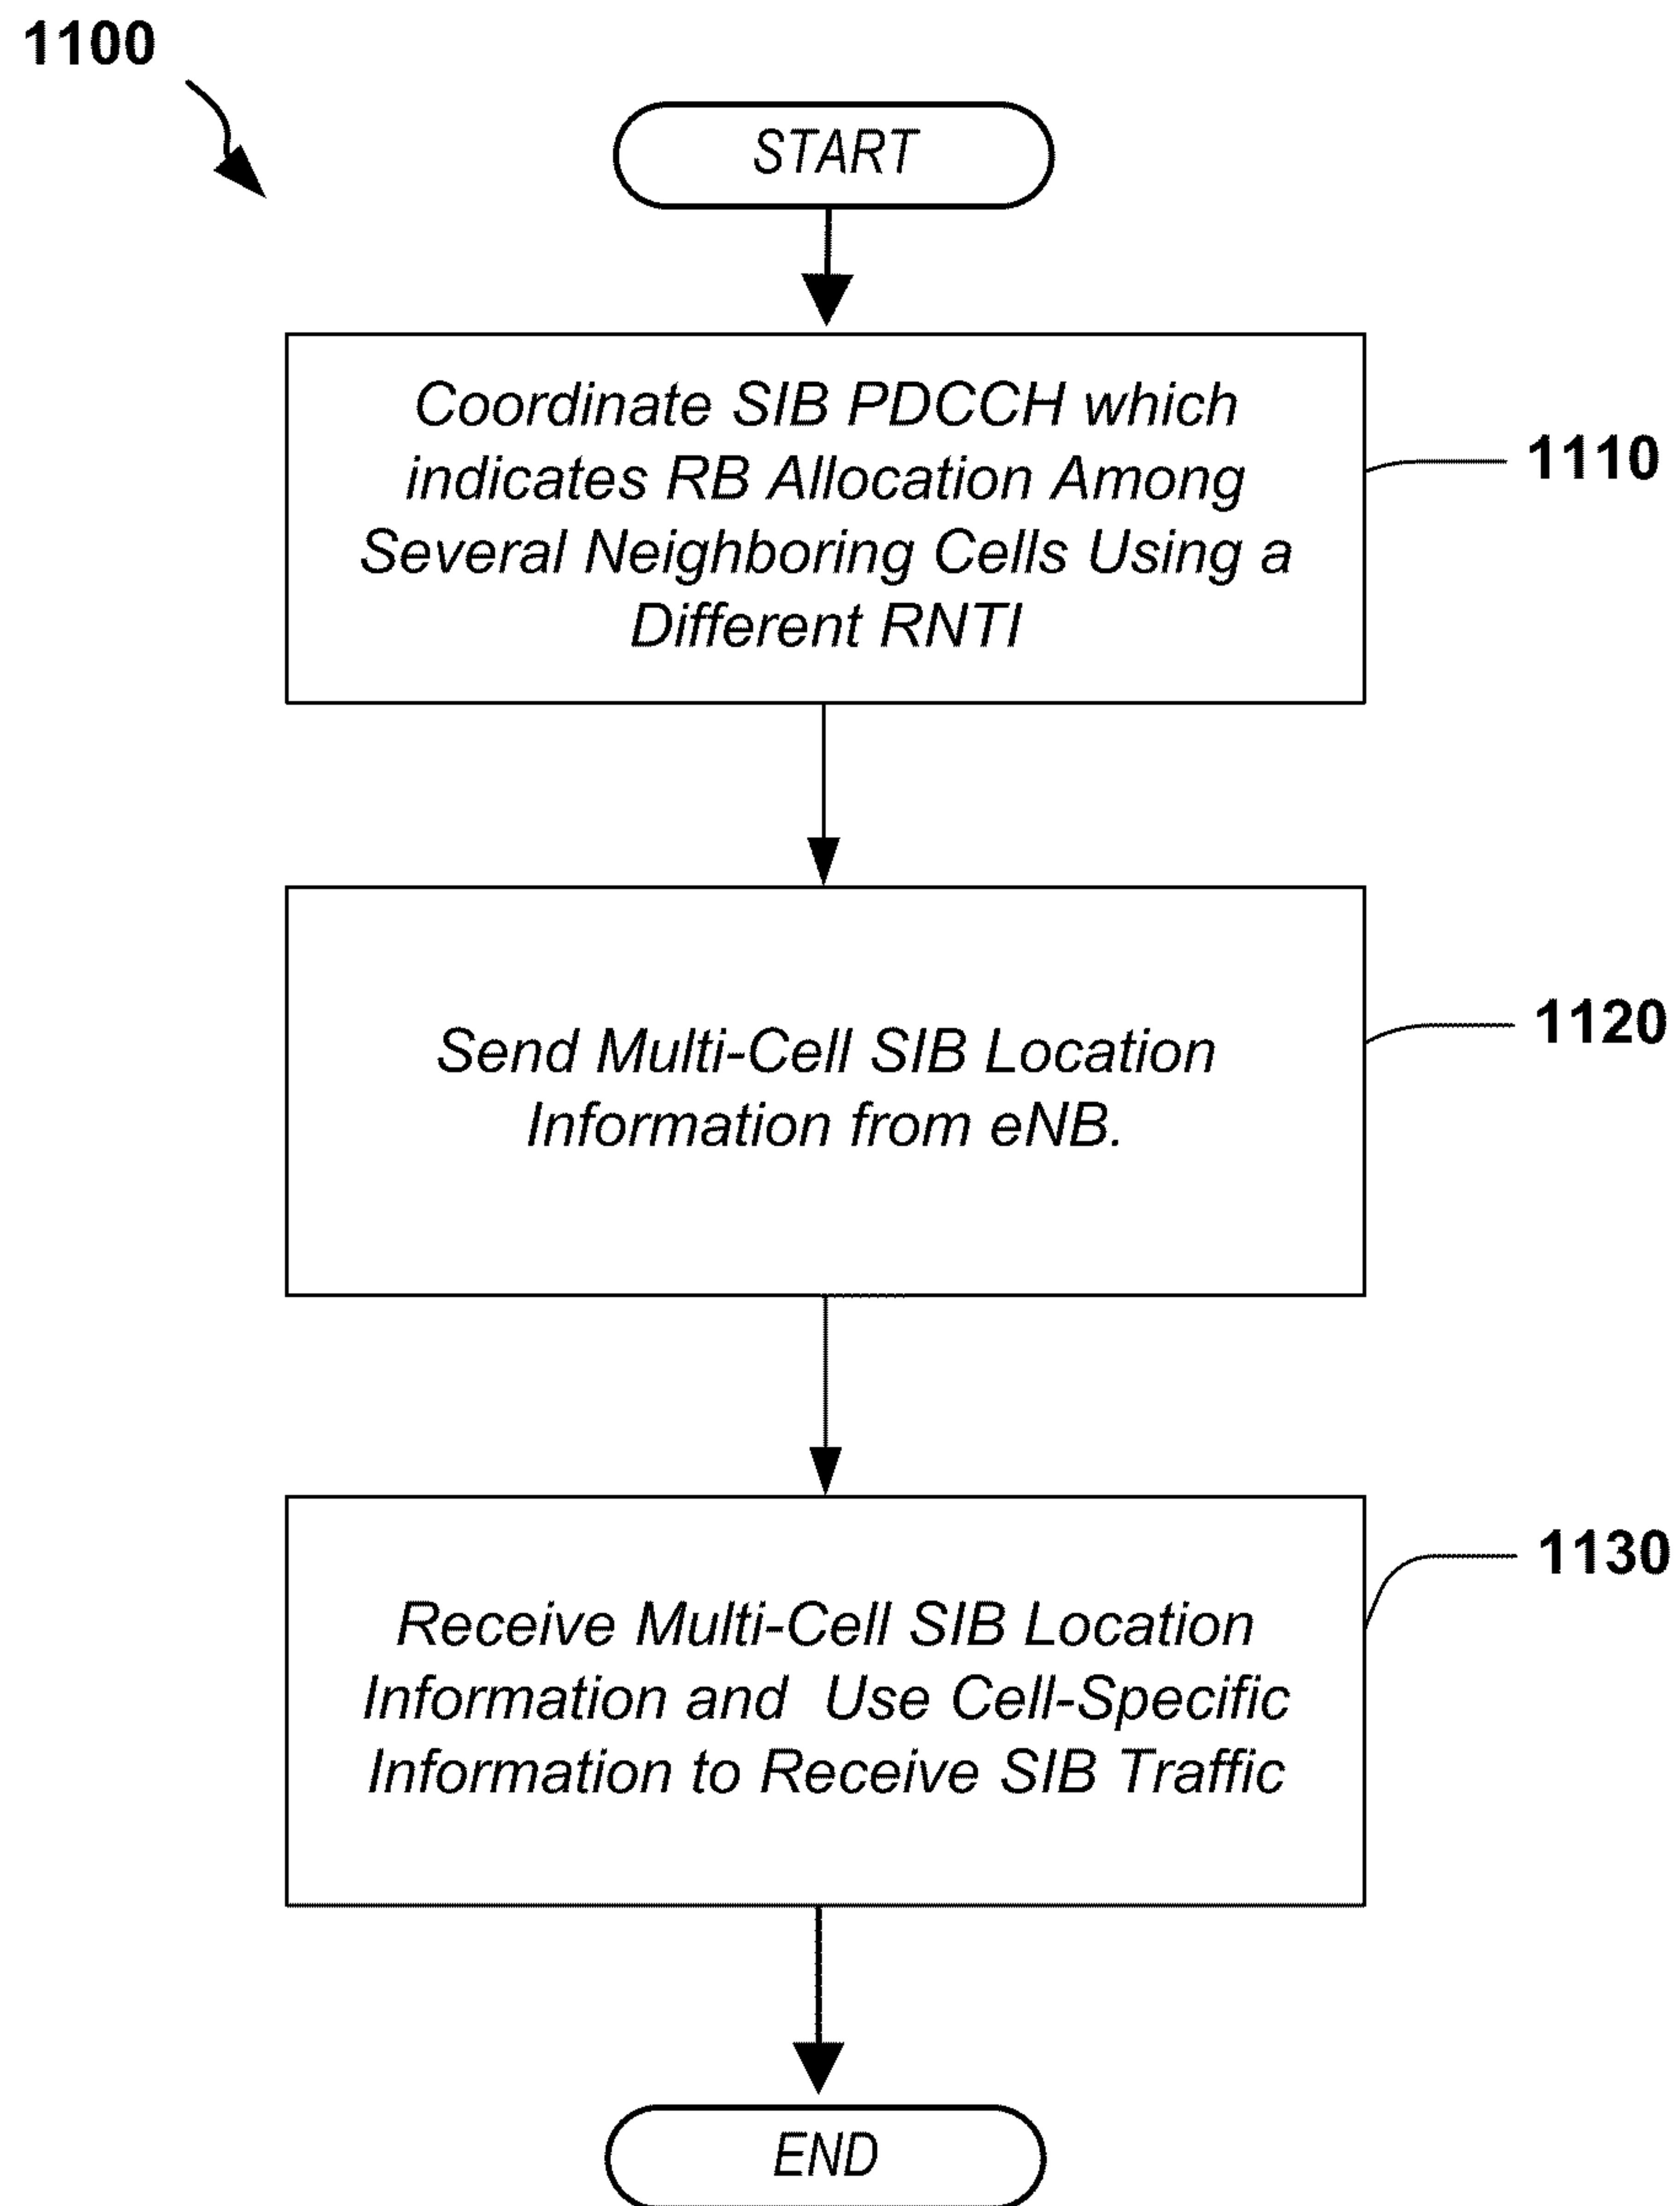 1100
START
Coordinate SIB PDCCH which
indicates RB Allocation Among
Several Neighboring Cells Using a
Different RNTI
1110
Send Multi-Cell SIB Location
Information from eNB.
1120
Receive Multi-Cell SIB Location
Information and Use Cell-Specific
Information to Receive SIB Traffic
1130
END